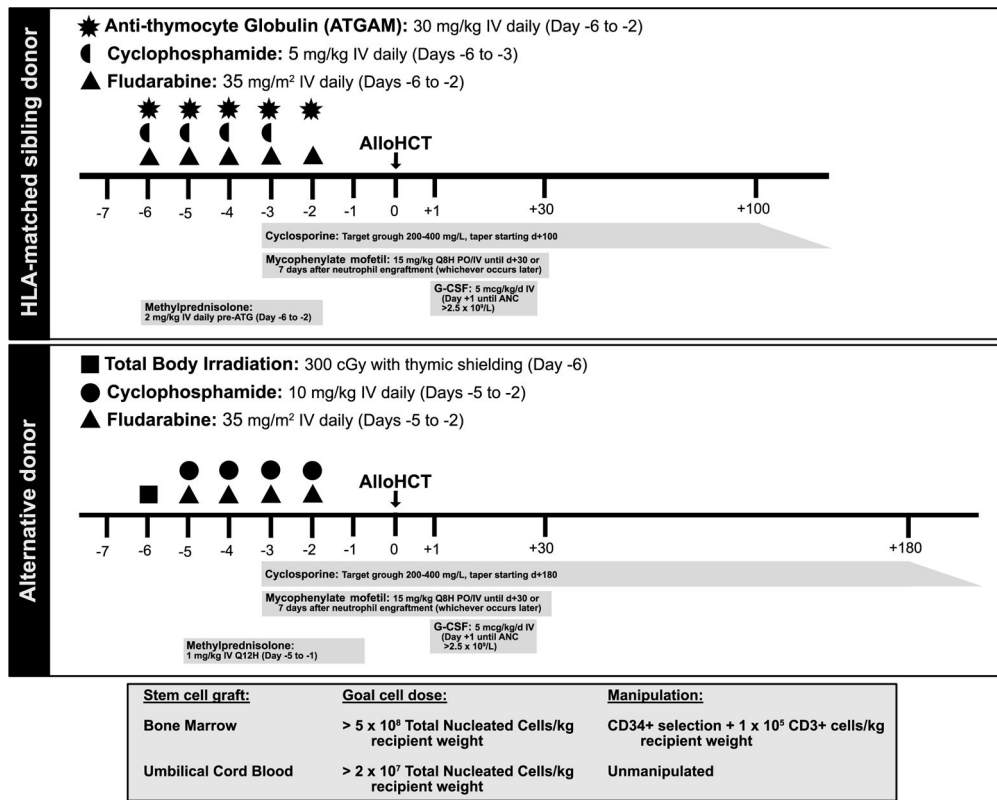 HLA-matched sibling donor
Anti-thymocyte Globulin (ATGAM): 30 mg/kg IV daily (Day -6 to -2)
Cyclophosphamide: 5 mg/kg IV daily (Days -6 to -3)
Fludarabine: 35 mg/m² IV daily (Days -6 to -2)
AlloHCT
-7 -6 -5 -4 -3 -2 -1 0 +1 +30 +100
Cyclosporine: Target grough 200-400 mg/L, taper starting d+100
Mycophenylate mofetil: 15 mg/kg Q8H PO/IV until d+30 or
7 days after neutrophil engraftment (whichever occurs later)
G-CSF: 5 mcg/kg/d IV
(Day +1 until ANC
>2.5 x 10⁹/L)
Methylprednisolone:
2 mg/kg IV daily pre-ATG (Day -6 to -2)
Alternative donor
Total Body Irradiation: 300 cGy with thymic shielding (Day -6)
Cyclophosphamide: 10 mg/kg IV daily (Days -5 to -2)
Fludarabine: 35 mg/m² IV daily (Days -5 to -2)
AlloHCT
-7 -6 -5 -4 -3 -2 -1 0 +1 +30 +180
Cyclosporine: Target grough 200-400 mg/L, taper starting d+180
Mycophenylate mofetil: 15 mg/kg Q8H PO/IV until d+30 or
7 days after neutrophil engraftment (whichever occurs later)
G-CSF: 5 mcg/kg/d IV
(Day +1 until ANC
>2.5 x 10⁹/L)
Methylprednisolone:
1 mg/kg IV Q12H (Day -5 to -1)
Stem cell graft: Goal cell dose: Manipulation:
Bone Marrow > 5 x 10⁸ Total Nucleated Cells/kg CD34+ selection + 1 x 10⁵ CD3+ cells/kg
recipient weight recipient weight
Umbilical Cord Blood > 2 x 10⁷ Total Nucleated Cells/kg Unmanipulated
recipient weight